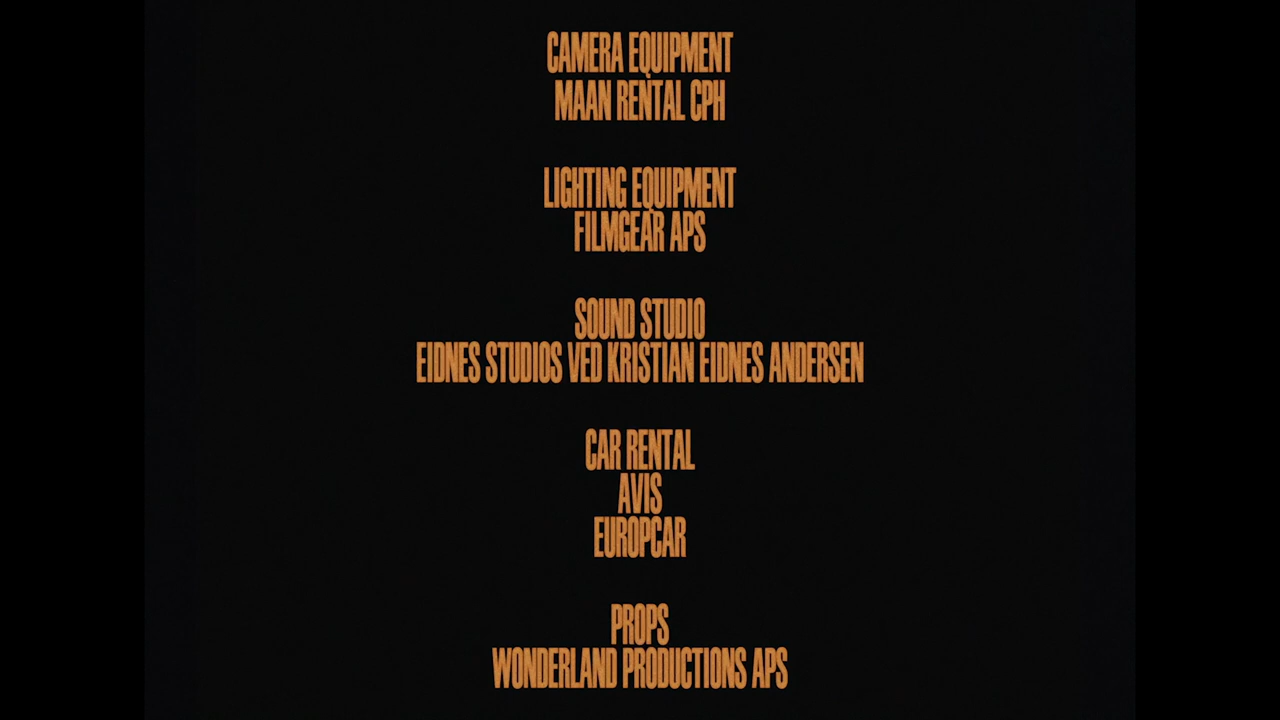 CAMERA EQUIPMENT
MAAN RENTAL CPH
LIGHTING EQUIPMENT
FILMGEAR APS
SOUND STUDIO
EIDNES STUDIOS VED KRISTIAN EIDNES ANDERSEN
CAR RENTAL
AVIS
EUROPCAR
PROPS
WONDERLAND PRODUCTIONS APS